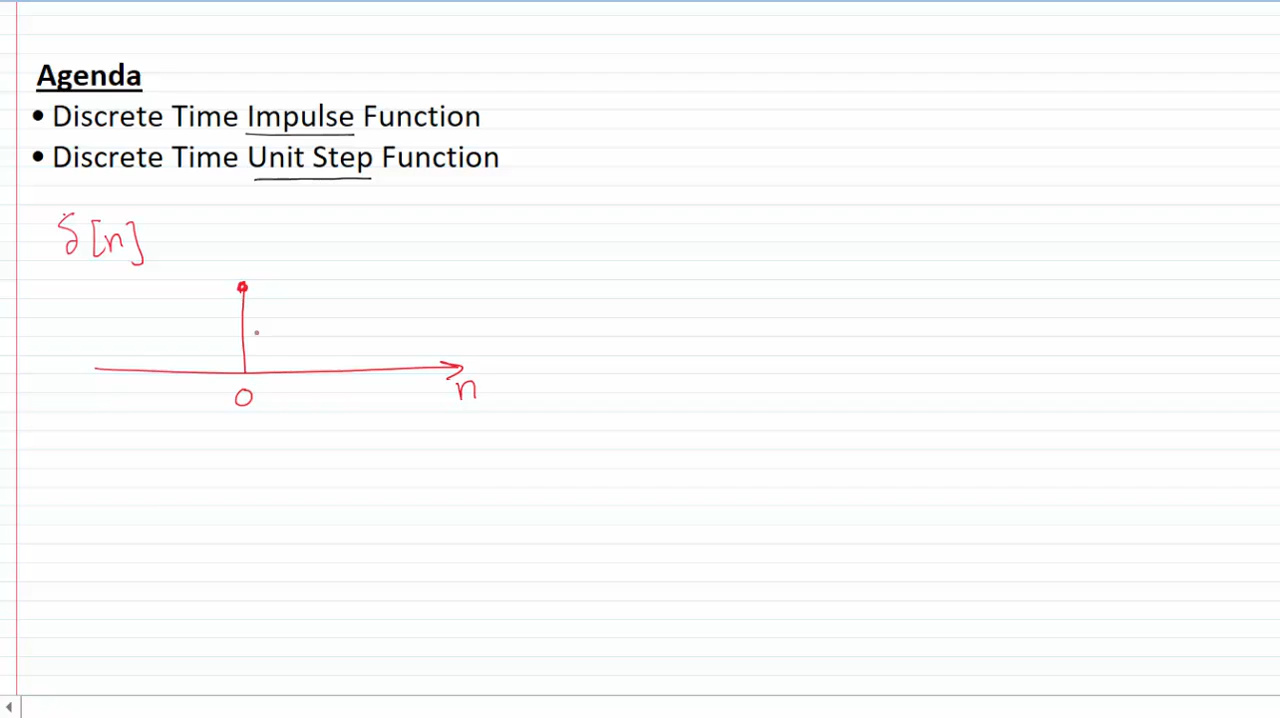 Agenda
• Discrete Time Impulse Function
• Discrete Time Unit Step Function
δ[n]
0
n